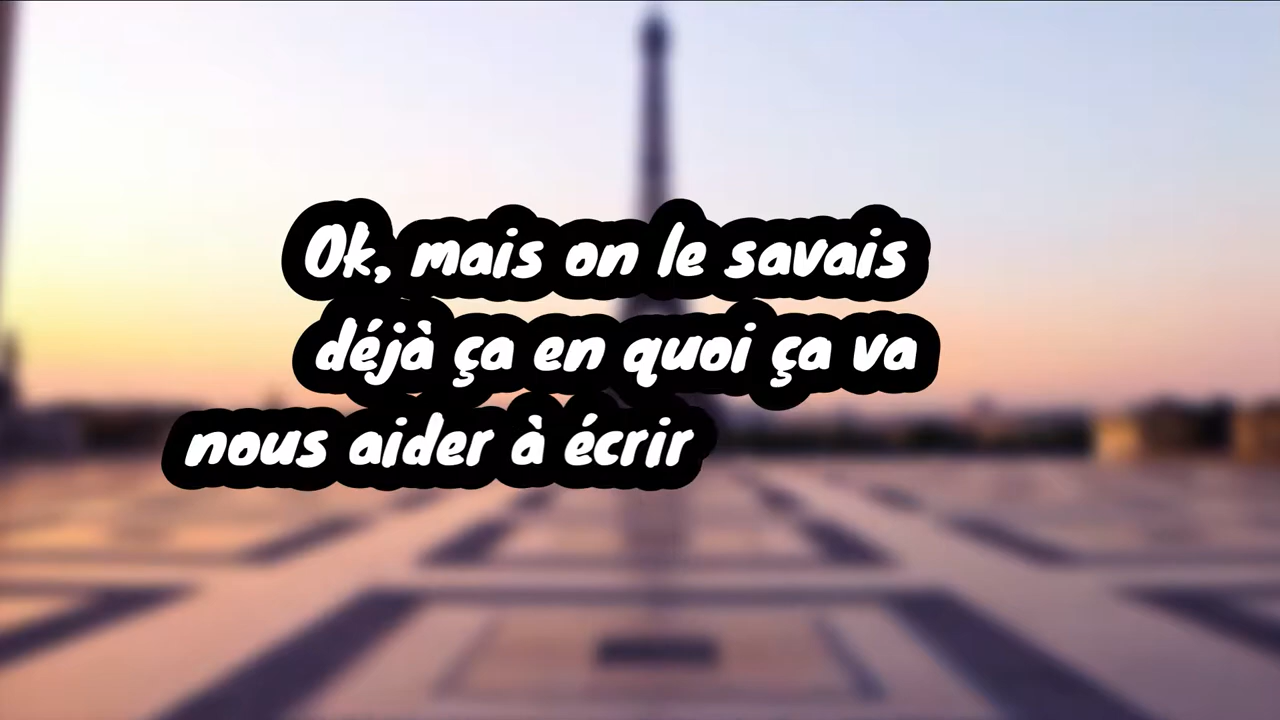 Ok, mais on le savais
déjà ça en quoi ça va
nous aider à écrir